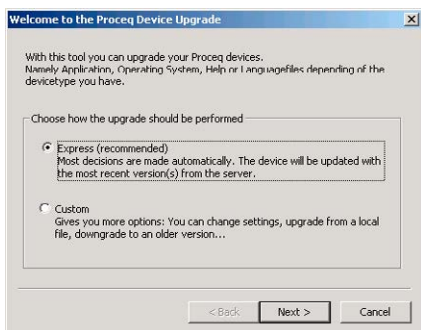 Welcome to the Proceq Device Upgrade
With this tool you can upgrade your Proceq devices.
Namely Application, Operating System, Help or Languagefiles depending of the
devicetype you have.
Choose how the upgrade should be performed
Express (recommended)
Most decisions are made automatically. The device will be updated with
the most recent version(s) from the server.
Custom
Gives you more options: You can change settings, upgrade from a local
file, downgrade to an older version...
< Back Next > Cancel